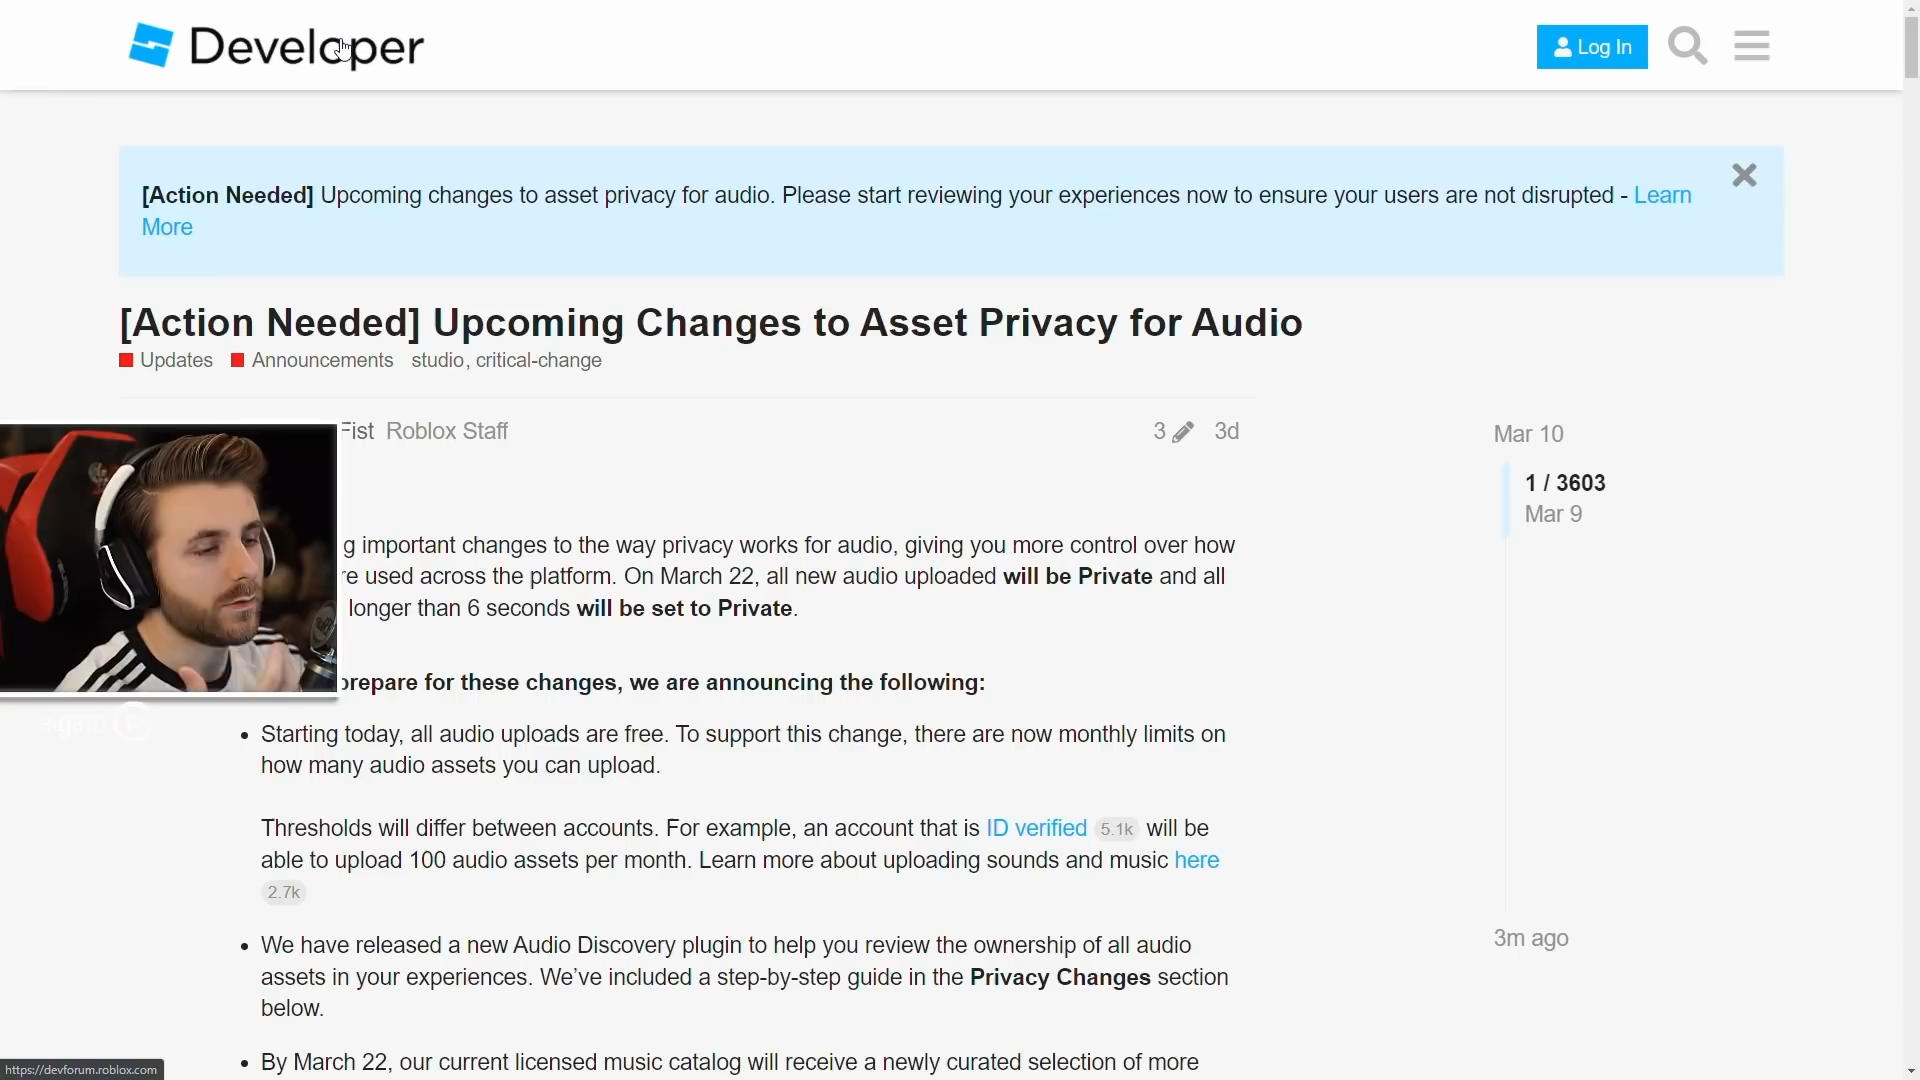 Developer
Log In
[Action Needed] Upcoming changes to asset privacy for audio. Please start reviewing your experiences now to ensure your users are not disrupted - Learn
More
[Action Needed] Upcoming Changes to Asset Privacy for Audio
Updates Announcements studio, critical-change
Fist Roblox Staff 3 3d
Mar 10
1 / 3603
Mar 9
g important changes to the way privacy works for audio, giving you more control over how
re used across the platform. On March 22, all new audio uploaded will be Private and all
longer than 6 seconds will be set to Private.
prepare for these changes, we are announcing the following:
• Starting today, all audio uploads are free. To support this change, there are now monthly limits on
how many audio assets you can upload.
Thresholds will differ between accounts. For example, an account that is ID verified 5.1k will be
able to upload 100 audio assets per month. Learn more about uploading sounds and music here
2.7k
• We have released a new Audio Discovery plugin to help you review the ownership of all audio
assets in your experiences. We’ve included a step-by-step guide in the Privacy Changes section
below.
3m ago
• By March 22, our current licensed music catalog will receive a newly curated selection of more
https://devforum.roblox.com